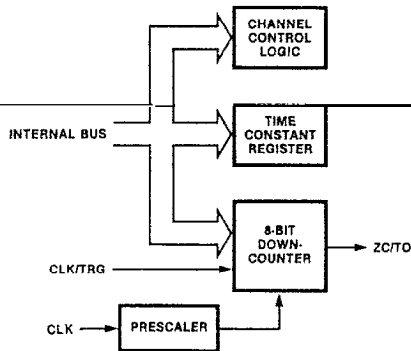 CHANNEL
CONTROL
LOGIC
INTERNAL BUS
TIME
CONSTANT
REGISTER
8-BIT
DOWN-
COUNTER
ZC/TO
CLK/TRG
CLK
PRESCALER